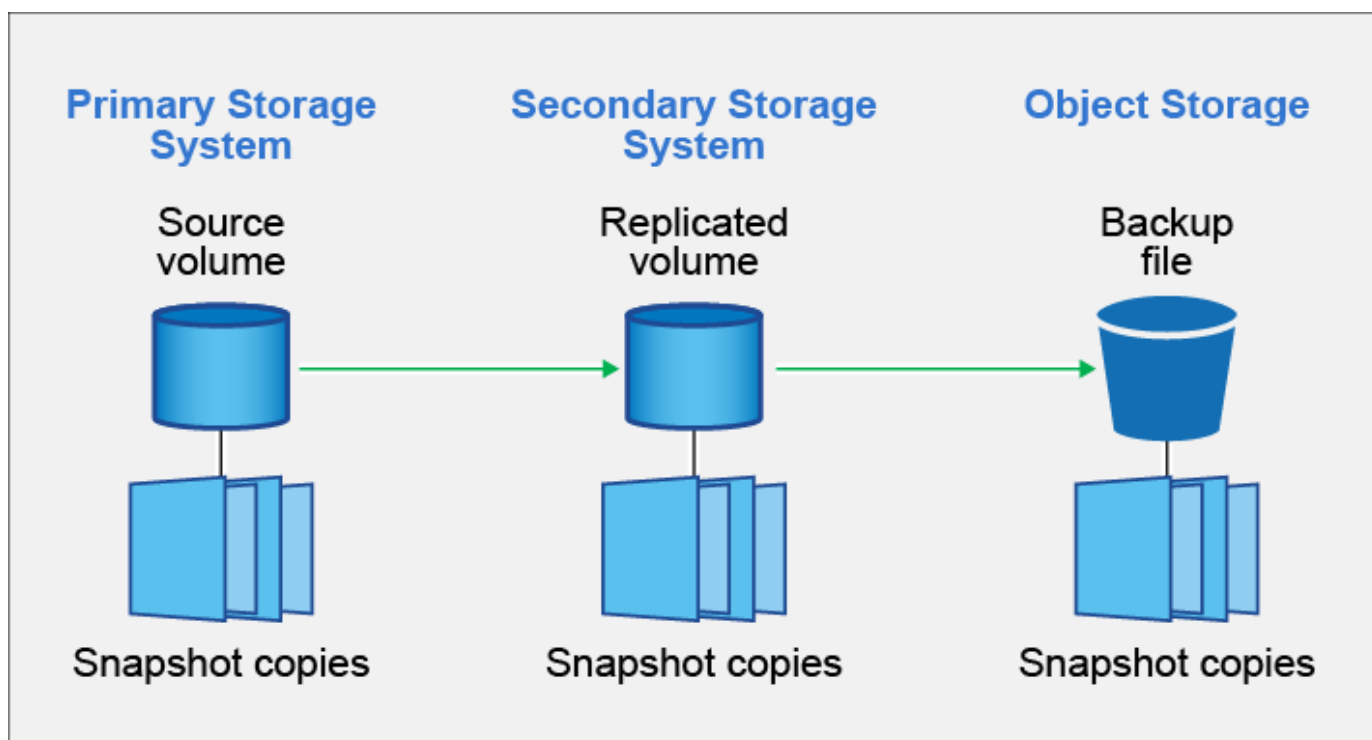 Primary Storage
System
Secondary Storage
System
Object Storage
Source
volume
Replicated
volume
Backup
file
Snapshot copies
Snapshot copies
Snapshot copies